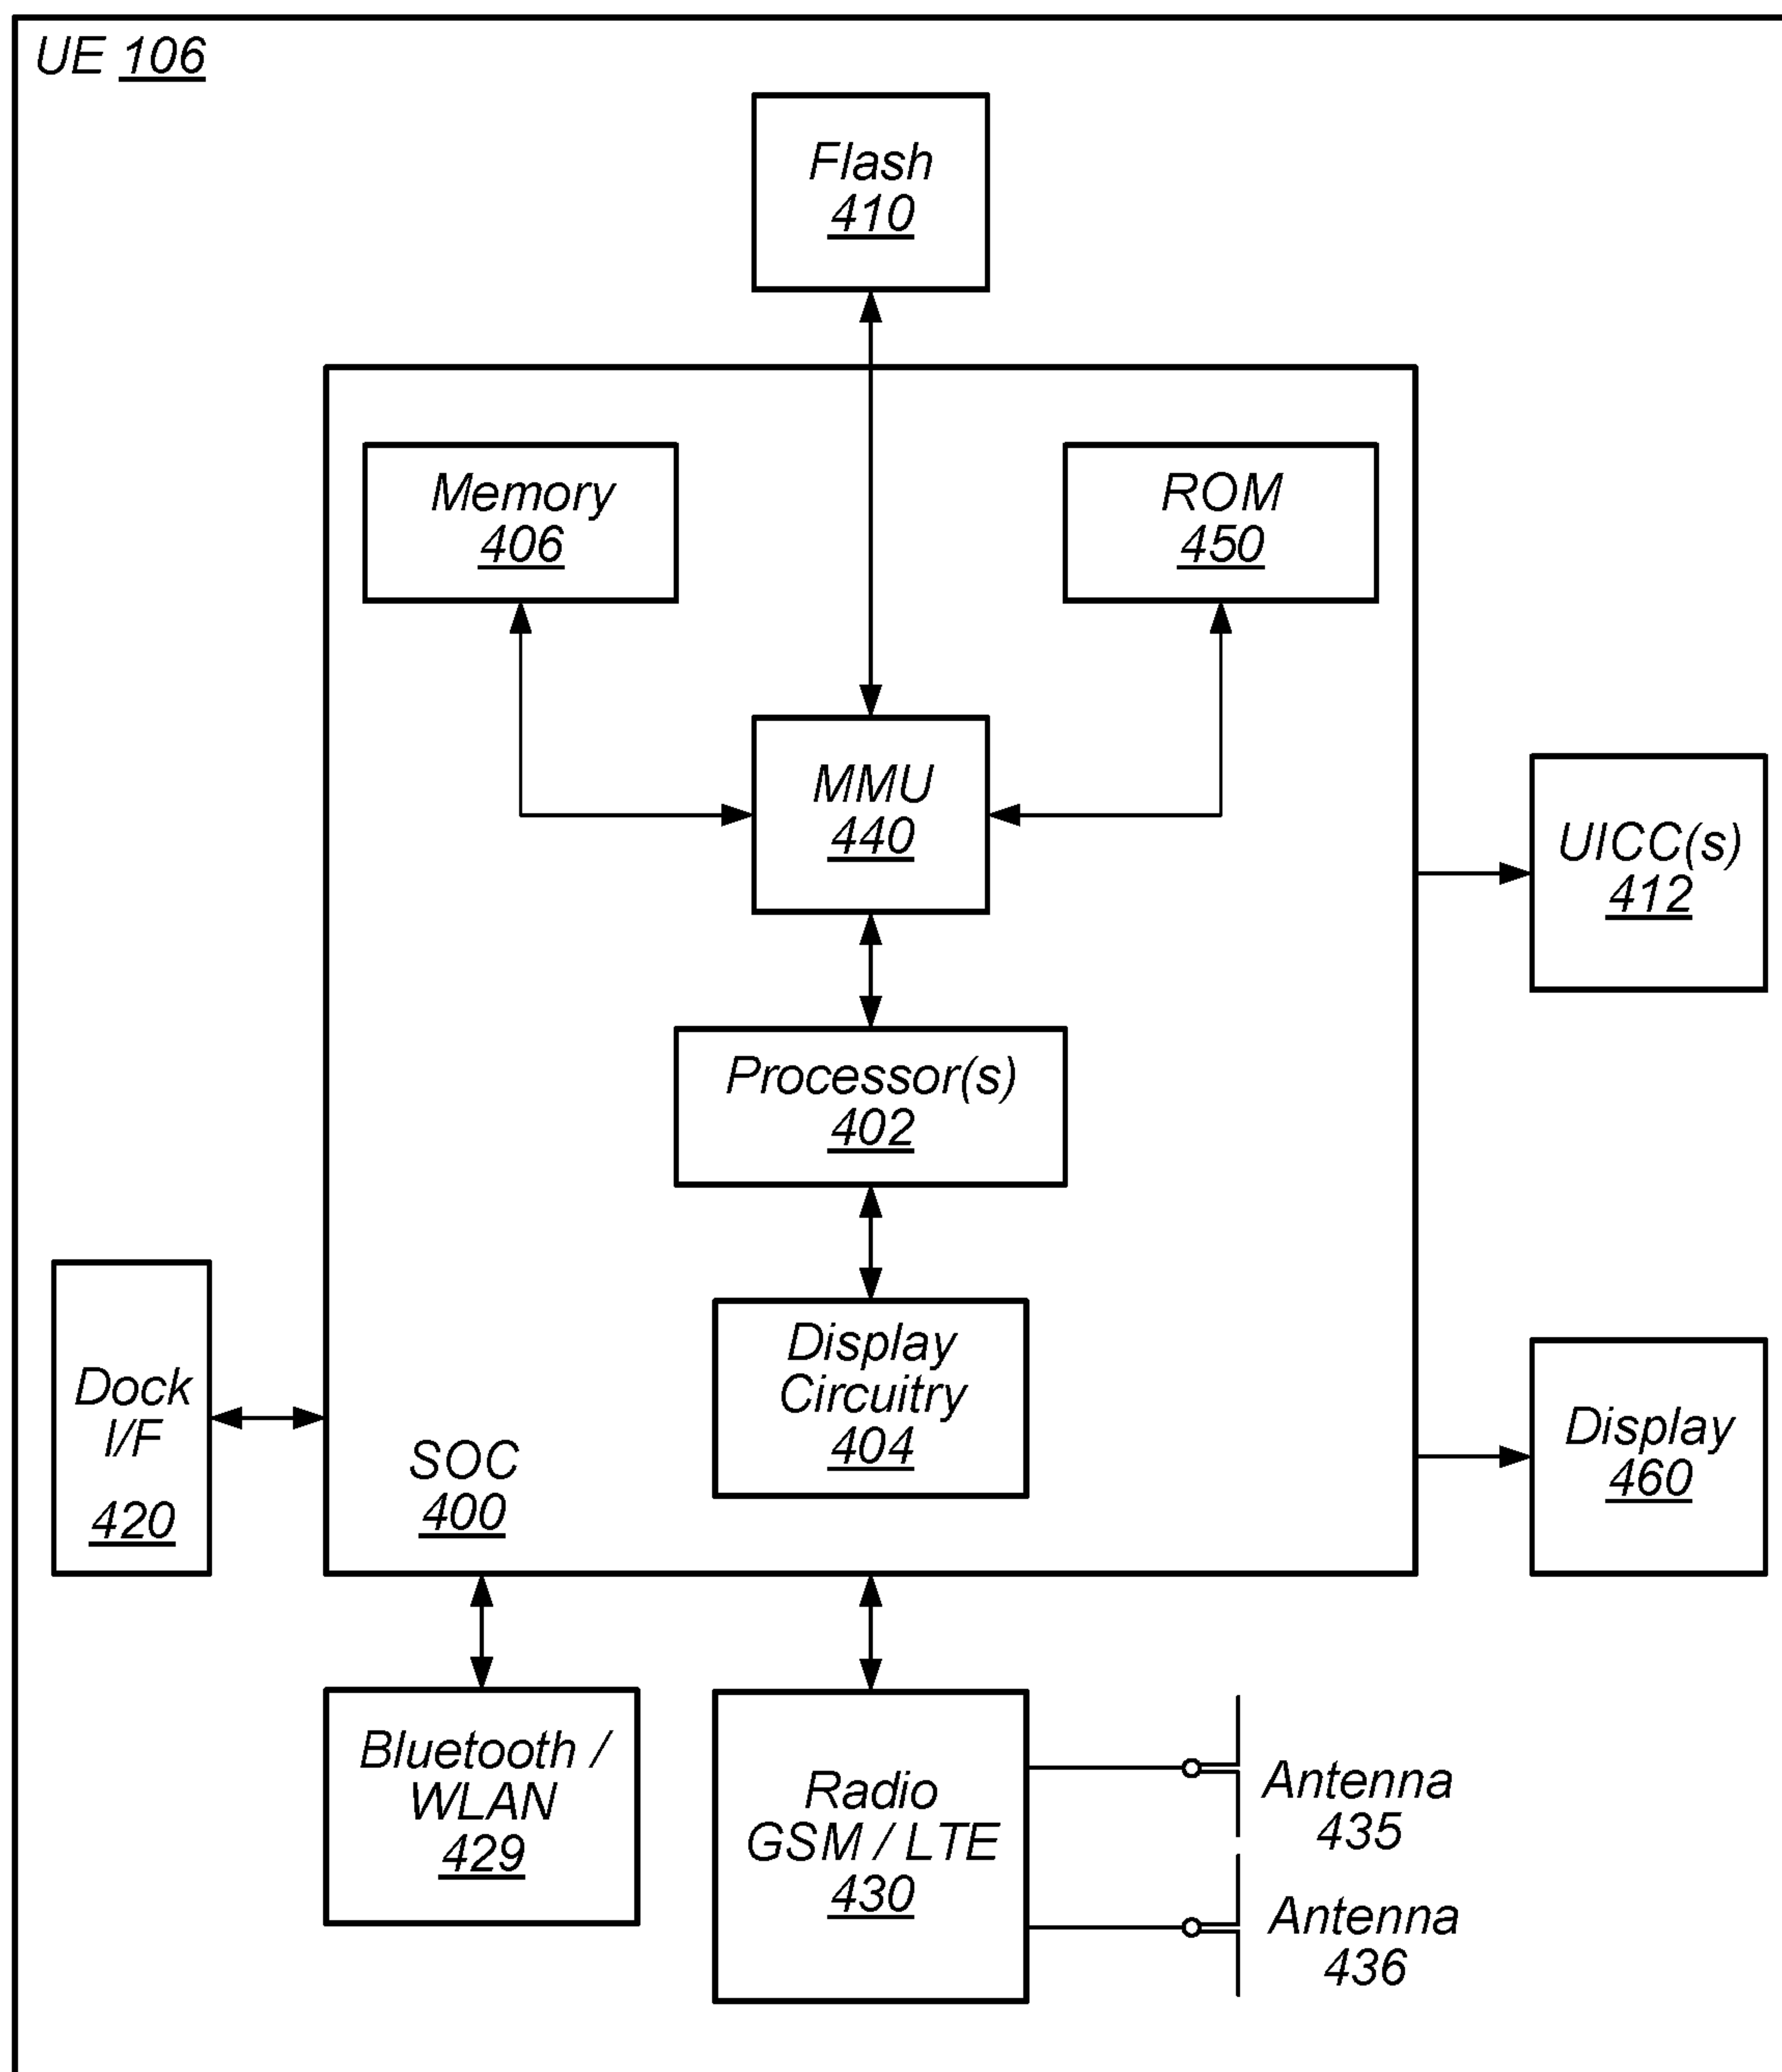 UE 106
Flash
410
Memory
406
ROM
450
MMU
440
UICC(s)
412
Processor(s)
402
Display
Circuitry
404
Dock
I/F
420
SOC
400
Display
460
Bluetooth /
WLAN
429
Radio
GSM / LTE
430
Antenna
435
Antenna
436